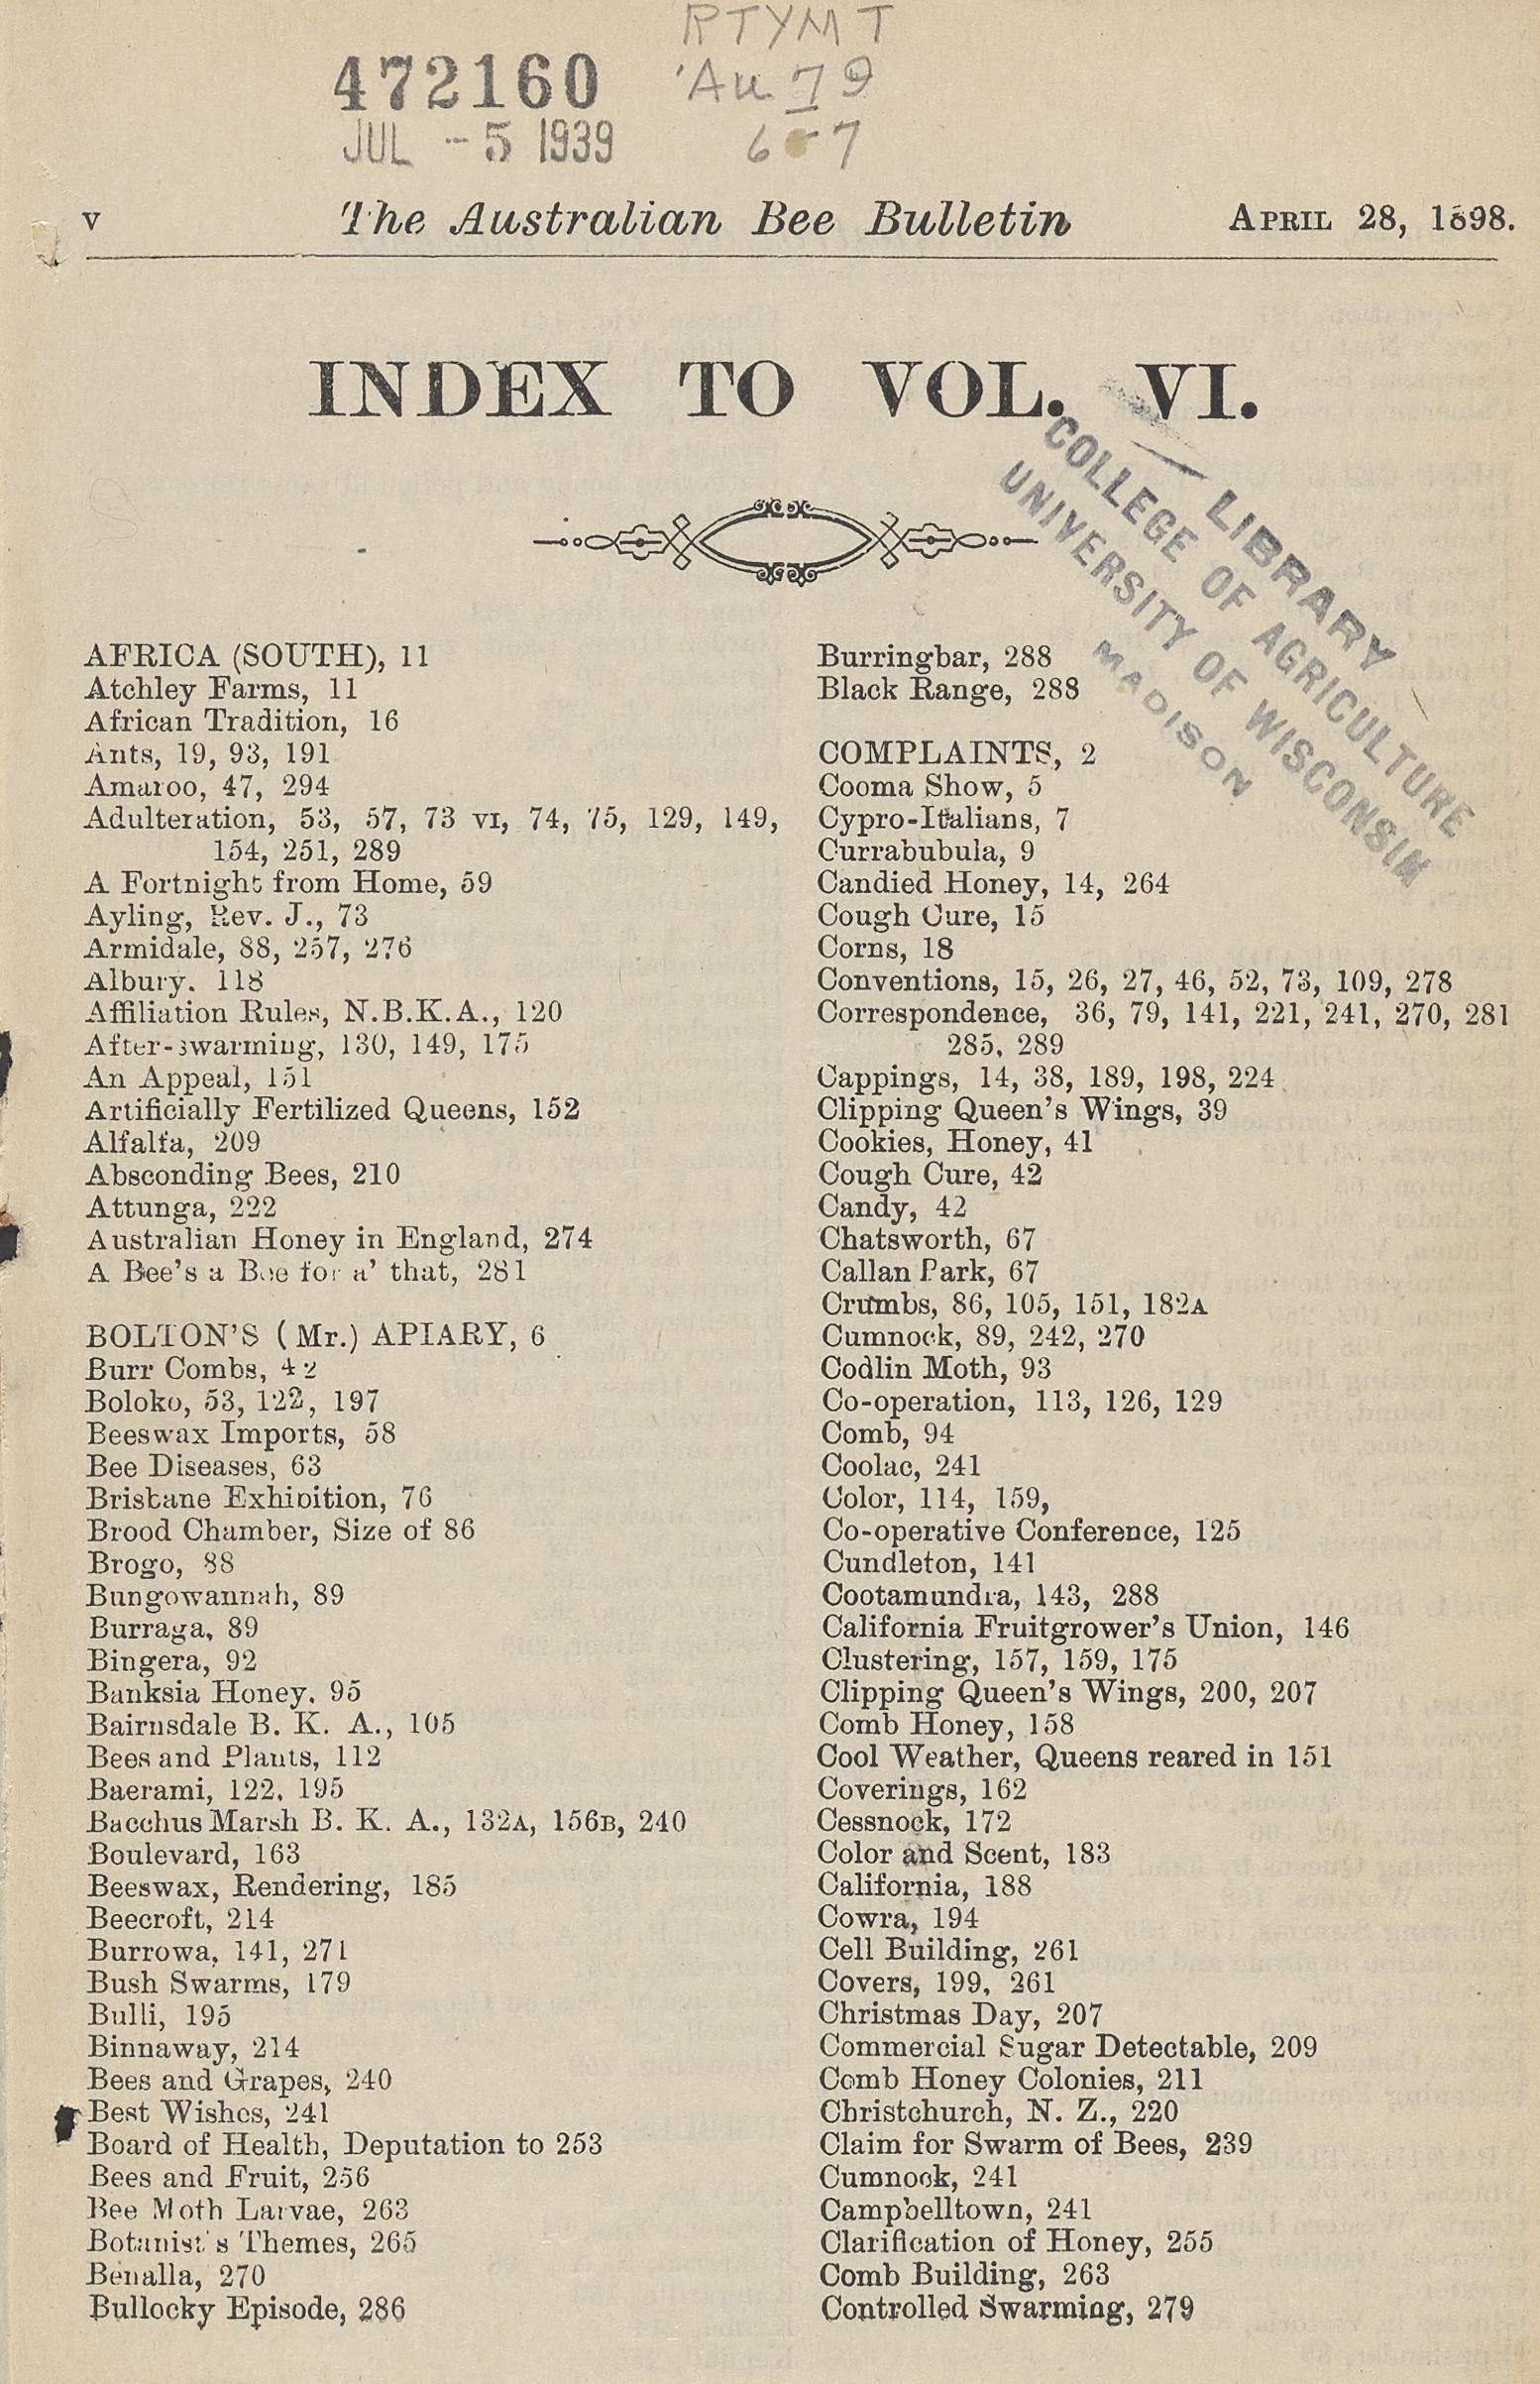 RTYMT
472160
'Au 79
JUL -5 1939
6-7
v The Australian Bee Bulletin APRIL 28, 1898.
INDEX TO VOL. VI.
LIBRARY
COLLEGE OF AGRICULTURE
UNIVERSITY OF WISCONSIN
MADISON
AFRICA (SOUTH), 11
Atchley Farms, 11
African Tradition, 16
Ants, 19, 93, 191
Amaroo, 47, 294
Adulteration, 53, 57, 73 VI, 74, 75, 129, 149,
154, 251, 289
A Fortnight from Home, 59
Ayling, Rev. J., 73
Armidale, 88, 257, 276
Albury. 118
Affiliation Rules, N.B.K.A., 120
After-swarming, 130, 149, 175
An Appeal, 151
Artificially Fertilized Queens, 152
Alfalfa, 209
Absconding Bees, 210
Attunga, 222
Australian Honey in England, 274
A Bee's a Bee for a' that, 281
BOLTON'S (Mr.) APIARY, 6
Burr Combs, 42
Boloko, 53, 122, 197
Beeswax Imports, 58
Bee Diseases, 63
Brisbane Exhibition, 76
Brood Chamber, Size of 86
Brogo, 88
Bungowannah, 89
Burraga, 89
Bingera, 92
Banksia Honey. 95
Bairnsdale B. K. A., 105
Bees and Plants, 112
Baerami, 122, 195
Bacchus Marsh B. K. A., 132A, 156B, 240
Boulevard, 163
Beeswax, Rendering, 185
Beecroft, 214
Burrowa, 141, 271
Bush Swarms, 179
Bulli, 195
Binnaway, 214
Bees and Grapes, 240
Best Wishes, 241
Board of Health, Deputation to 253
Bees and Fruit, 256
Bee Moth Larvae, 263
Botanist's Themes, 265
Benalla, 270
Bullocky Episode, 286
Burringbar, 288
Black Range, 288
COMPLAINTS, 2
Cooma Show, 5
Cypro-Italians, 7
Currabubula, 9
Candied Honey, 14, 264
Cough Cure, 15
Corns, 18
Conventions, 15, 26, 27, 46, 52, 73, 109, 278
Correspondence, 36, 79, 141, 221, 241, 270, 281
285, 289
Cappings, 14, 38, 189, 198, 224
Clipping Queen's Wings, 39
Cookies, Honey, 41
Cough Cure, 42
Candy, 42
Chatsworth, 67
Callan Park, 67
Crumbs, 86, 105, 151, 182A
Cumnock, 89, 242, 270
Codlin Moth, 93
Co-operation, 113, 126, 129
Comb, 94
Coolac, 241
Color, 114, 159,
Co-operative Conference, 125
Cundleton, 141
Cootamundra, 143, 288
California Fruitgrower's Union, 146
Clustering, 157, 159, 175
Clipping Queen's Wings, 200, 207
Comb Honey, 158
Cool Weather, Queens reared in 151
Coverings, 162
Cessnock, 172
Color and Scent, 183
California, 188
Cowra, 194
Cell Building, 261
Covers, 199, 261
Christmas Day, 207
Commercial Sugar Detectable, 209
Comb Honey Colonies, 211
Christchurch, N. Z., 220
Claim for Swarm of Bees, 239
Cumnock, 241
Campbelltown, 241
Clarification of Honey, 255
Comb Building, 263
Controlled Swarming, 279